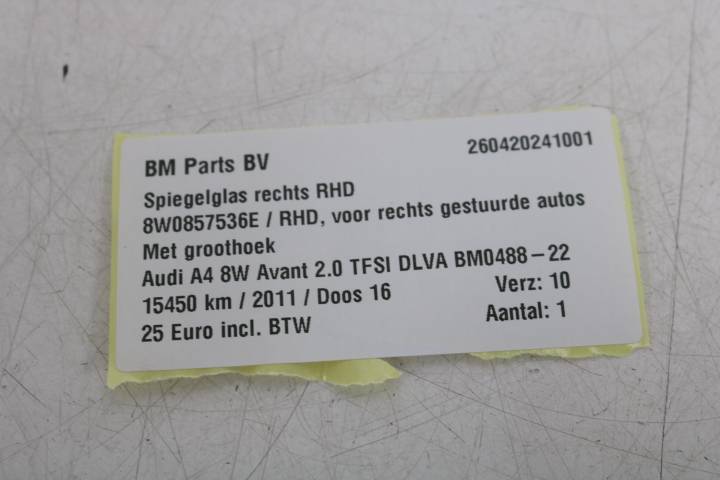 BM Parts BV 260420241001
Spiegelglas rechts RHD
8W0857536E / RHD, voor rechts gestuurde autos
Met groothoek
Audi A4 8W Avant 2.0 TFSI DLVA BM0488-22
15450 km / 2011 / Doos 16 Verz: 10
25 Euro incl. BTW Aantal: 1